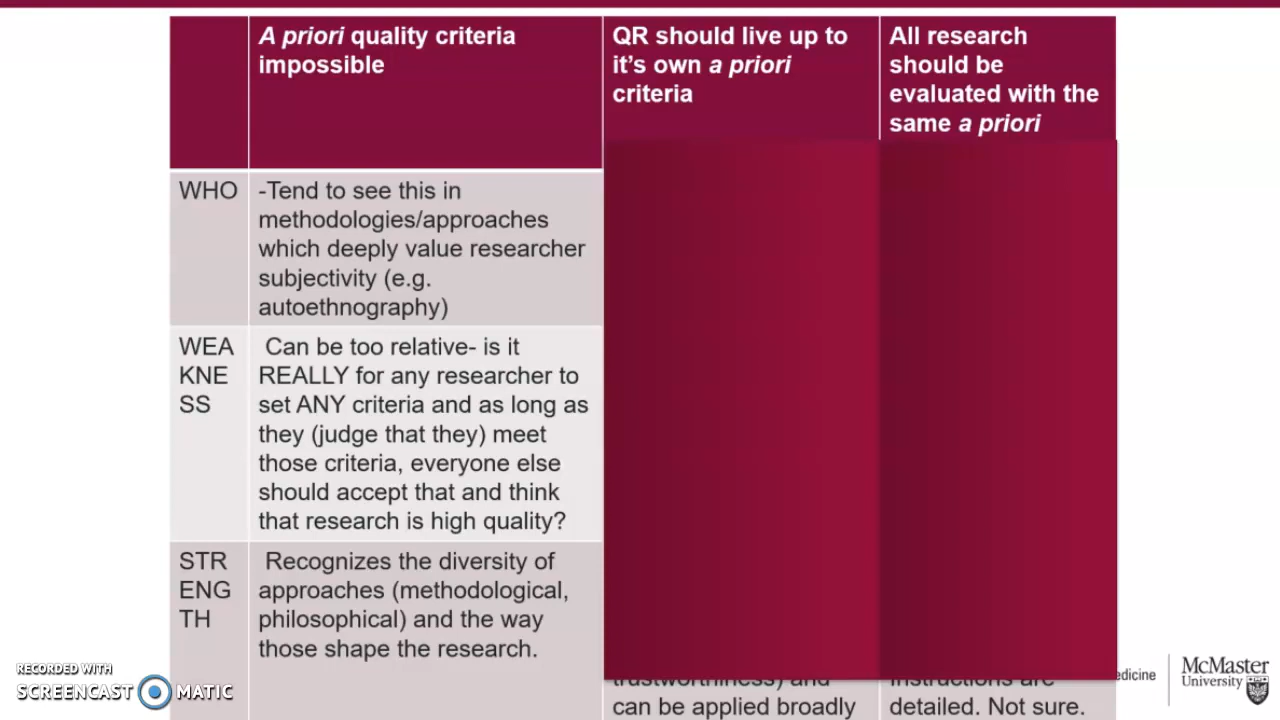 A priori quality criteria
impossible
QR should live up to
it's own a priori
criteria
All research
should be
evaluated with the
same a priori
WHO
-Tend to see this in
methodologies/approaches
which deeply value researcher
subjectivity (e.g.
autoethnography)
WEA
KNE
SS
Can be too relative- is it
REALLY for any researcher to
set ANY criteria and as long as
they (judge that they) meet
those criteria, everyone else
should accept that and think
that research is high quality?
STR
ENG
TH
Recognizes the diversity of
approaches (methodological,
philosophical) and the way
those shape the research.
trustworthiness) and
can be applied broadly
instructions are
detailed. Not sure.
RECORDED WITH
SCREENCAST MATIC
edicine
McMaster
University